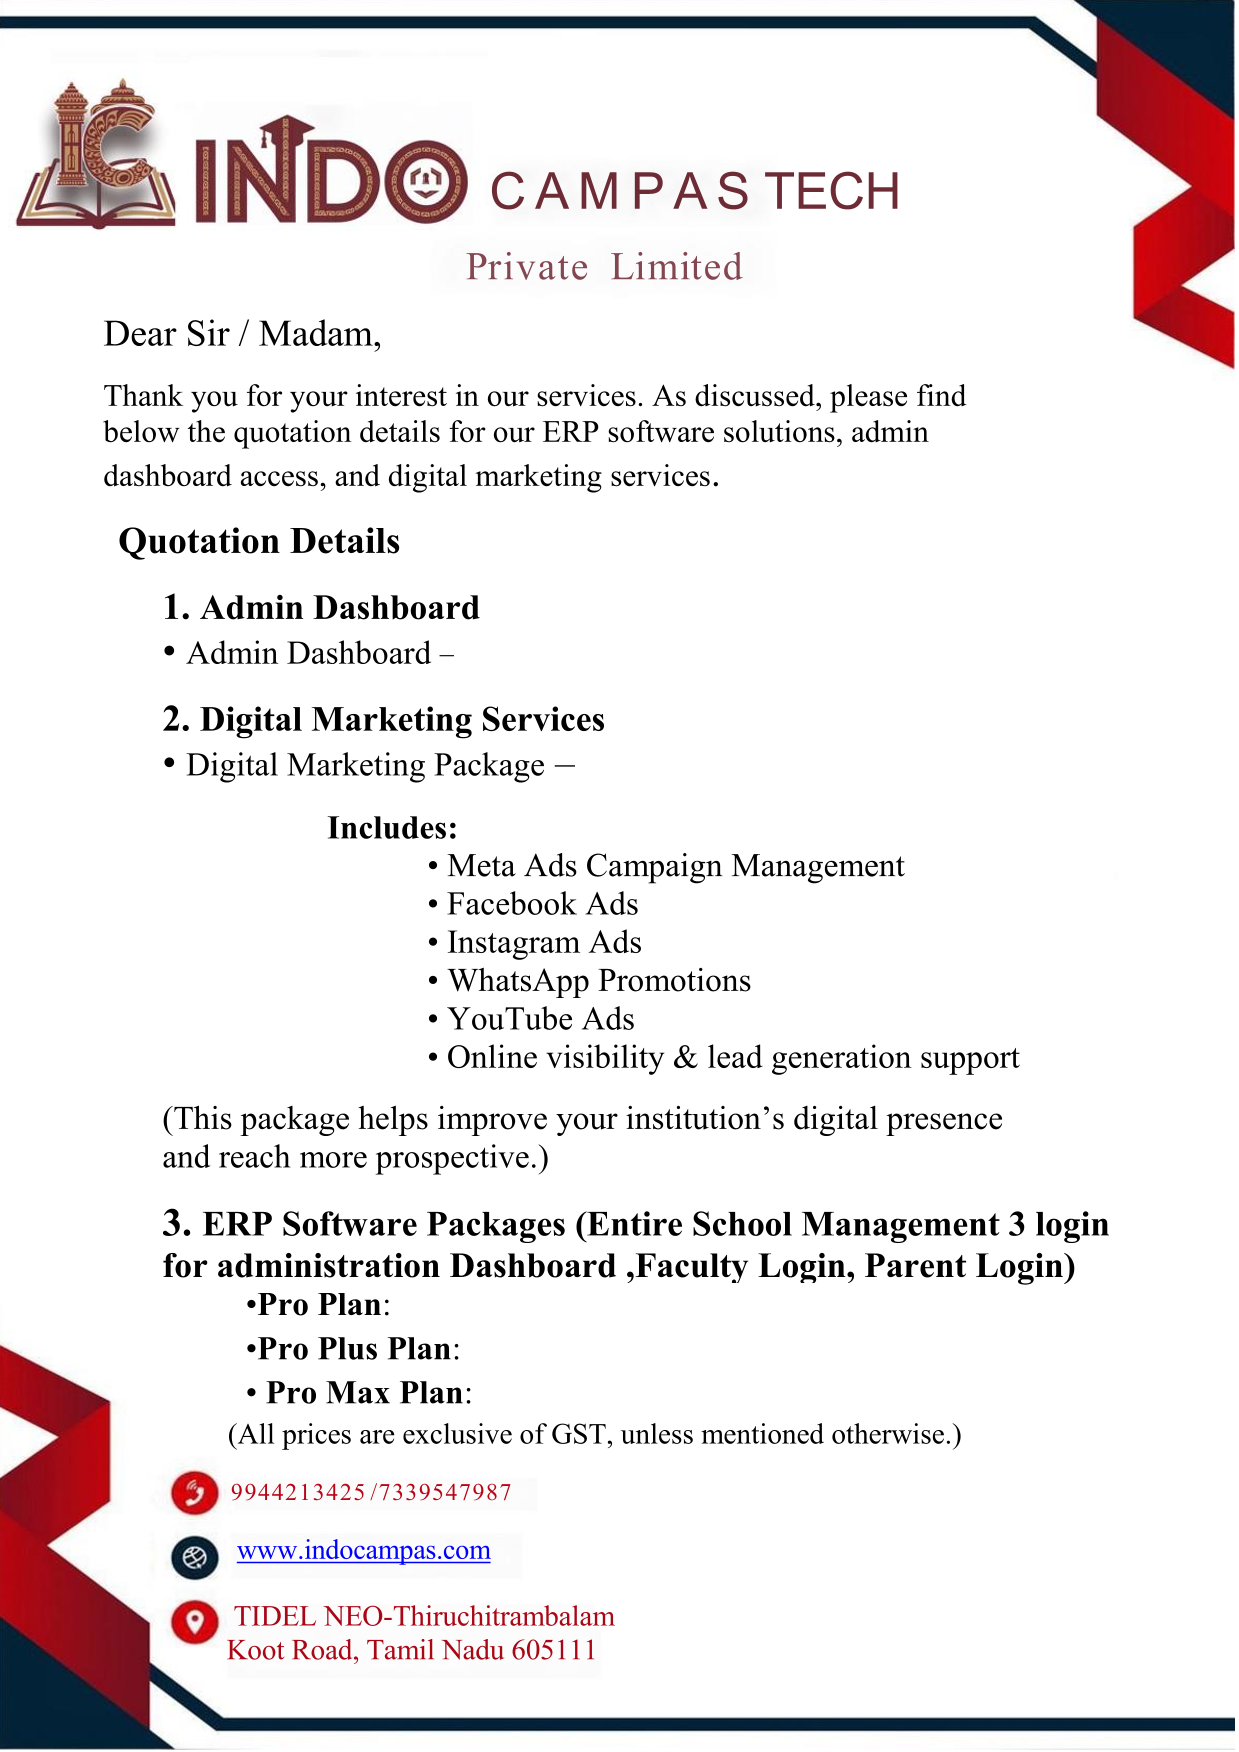 IC INDO CAMPAS TECH
Private Limited
Dear Sir / Madam,
Thank you for your interest in our services. As discussed, please find
below the quotation details for our ERP software solutions, admin
dashboard access, and digital marketing services.
Quotation Details
1. Admin Dashboard
• Admin Dashboard –
2. Digital Marketing Services
• Digital Marketing Package –
Includes:
• Meta Ads Campaign Management
• Facebook Ads
• Instagram Ads
• WhatsApp Promotions
• YouTube Ads
• Online visibility & lead generation support
(This package helps improve your institution’s digital presence
and reach more prospective.)
3. ERP Software Packages (Entire School Management 3 login
for administration Dashboard ,Faculty Login, Parent Login)
•Pro Plan:
•Pro Plus Plan:
• Pro Max Plan:
(All prices are exclusive of GST, unless mentioned otherwise.)
9944213425 /7339547987
www.indocampas.com
TIDEL NEO-Thiruchitrambalam
Koot Road, Tamil Nadu 605111